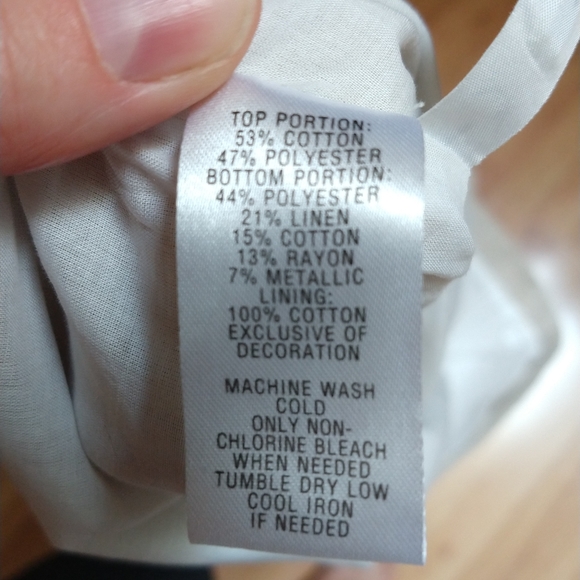 TOP PORTION:
53% COTTON
47% POLYESTER
BOTTOM PORTION:
44% POLYESTER
21% LINEN
15% COTTON
13% RAYON
7% METALLIC
LINING:
100% COTTON
EXCLUSIVE OF
DECORATION
MACHINE WASH
COLD
ONLY NON-
CHLORINE BLEACH
WHEN NEEDED
TUMBLE DRY LOW
COOL IRON
IF NEEDED